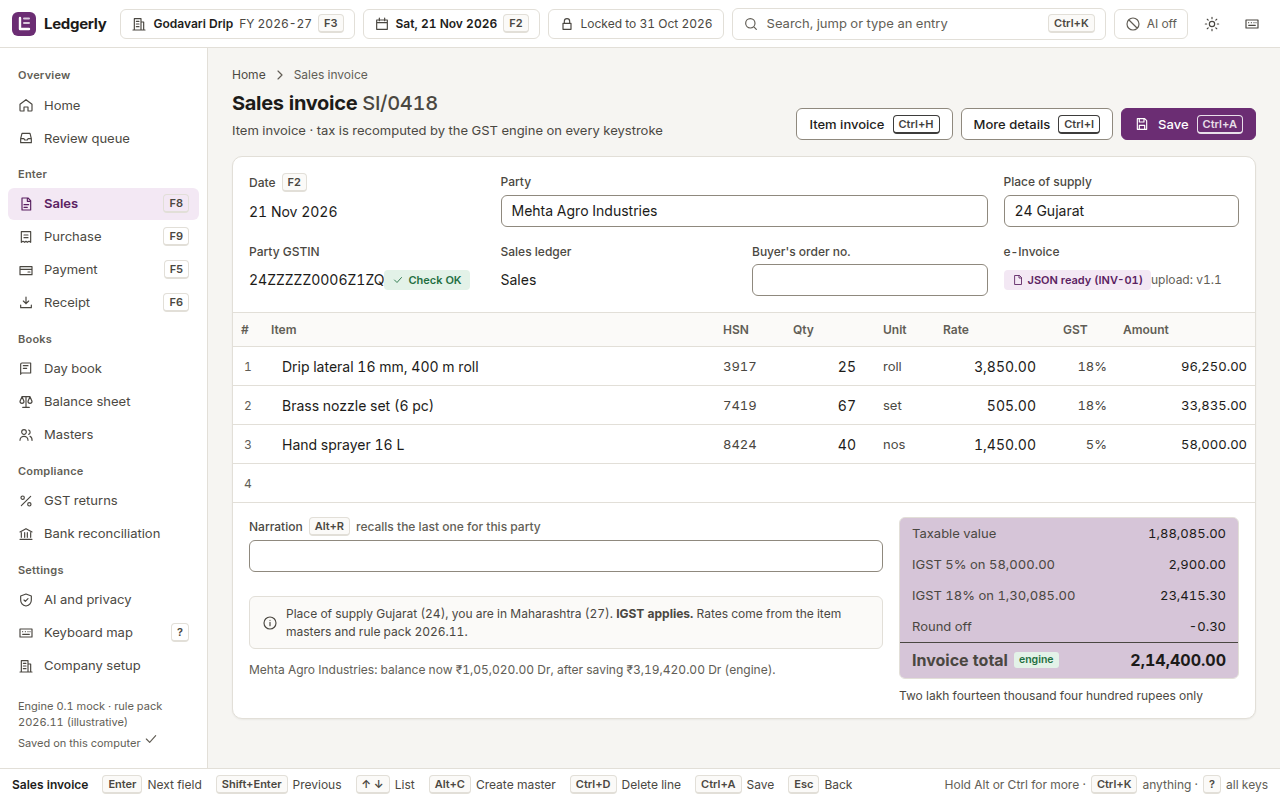 Ledgerly
Godavari Drip FY 2026-27 F3
Sat, 21 Nov 2026 F2
Locked to 31 Oct 2026
Search, jump or type an entry Ctrl+K
AI off
Overview
Home
Review queue
Enter
Sales F8
Purchase F9
Payment F5
Receipt F6
Books
Day book
Balance sheet
Masters
Compliance
GST returns
Bank reconciliation
Settings
AI and privacy
Keyboard map ?
Company setup
Engine 0.1 mock · rule pack
2026.11 (illustrative)
Saved on this computer
Home Sales invoice
Sales invoice SI/0418
Item invoice · tax is recomputed by the GST engine on every keystroke
Item invoice Ctrl+H
More details Ctrl+I
Save Ctrl+A
Date F2 Party Place of supply
21 Nov 2026 Mehta Agro Industries 24 Gujarat
Party GSTIN Sales ledger Buyer's order no. e-Invoice
24ZZZZZ0006Z1ZQ Check OK Sales JSON ready (INV-01) upload: v1.1
# Item HSN Qty Unit Rate GST Amount
1 Drip lateral 16 mm, 400 m roll 3917 25 roll 3,850.00 18% 96,250.00
2 Brass nozzle set (6 pc) 7419 67 set 505.00 18% 33,835.00
3 Hand sprayer 16 L 8424 40 nos 1,450.00 5% 58,000.00
4
Narration Alt+R recalls the last one for this party
Place of supply Gujarat (24), you are in Maharashtra (27). IGST applies. Rates come from the item
masters and rule pack 2026.11.
Mehta Agro Industries: balance now ₹1,05,020.00 Dr, after saving ₹3,19,420.00 Dr (engine).
Taxable value 1,88,085.00
IGST 5% on 58,000.00 2,900.00
IGST 18% on 1,30,085.00 23,415.30
Round off -0.30
Invoice total engine 2,14,400.00
Two lakh fourteen thousand four hundred rupees only
Sales invoice Enter Next field Shift+Enter Previous ↑↓ List Alt+C Create master Ctrl+D Delete line Ctrl+A Save Esc Back Hold Alt or Ctrl for more · Ctrl+K anything · ? all keys